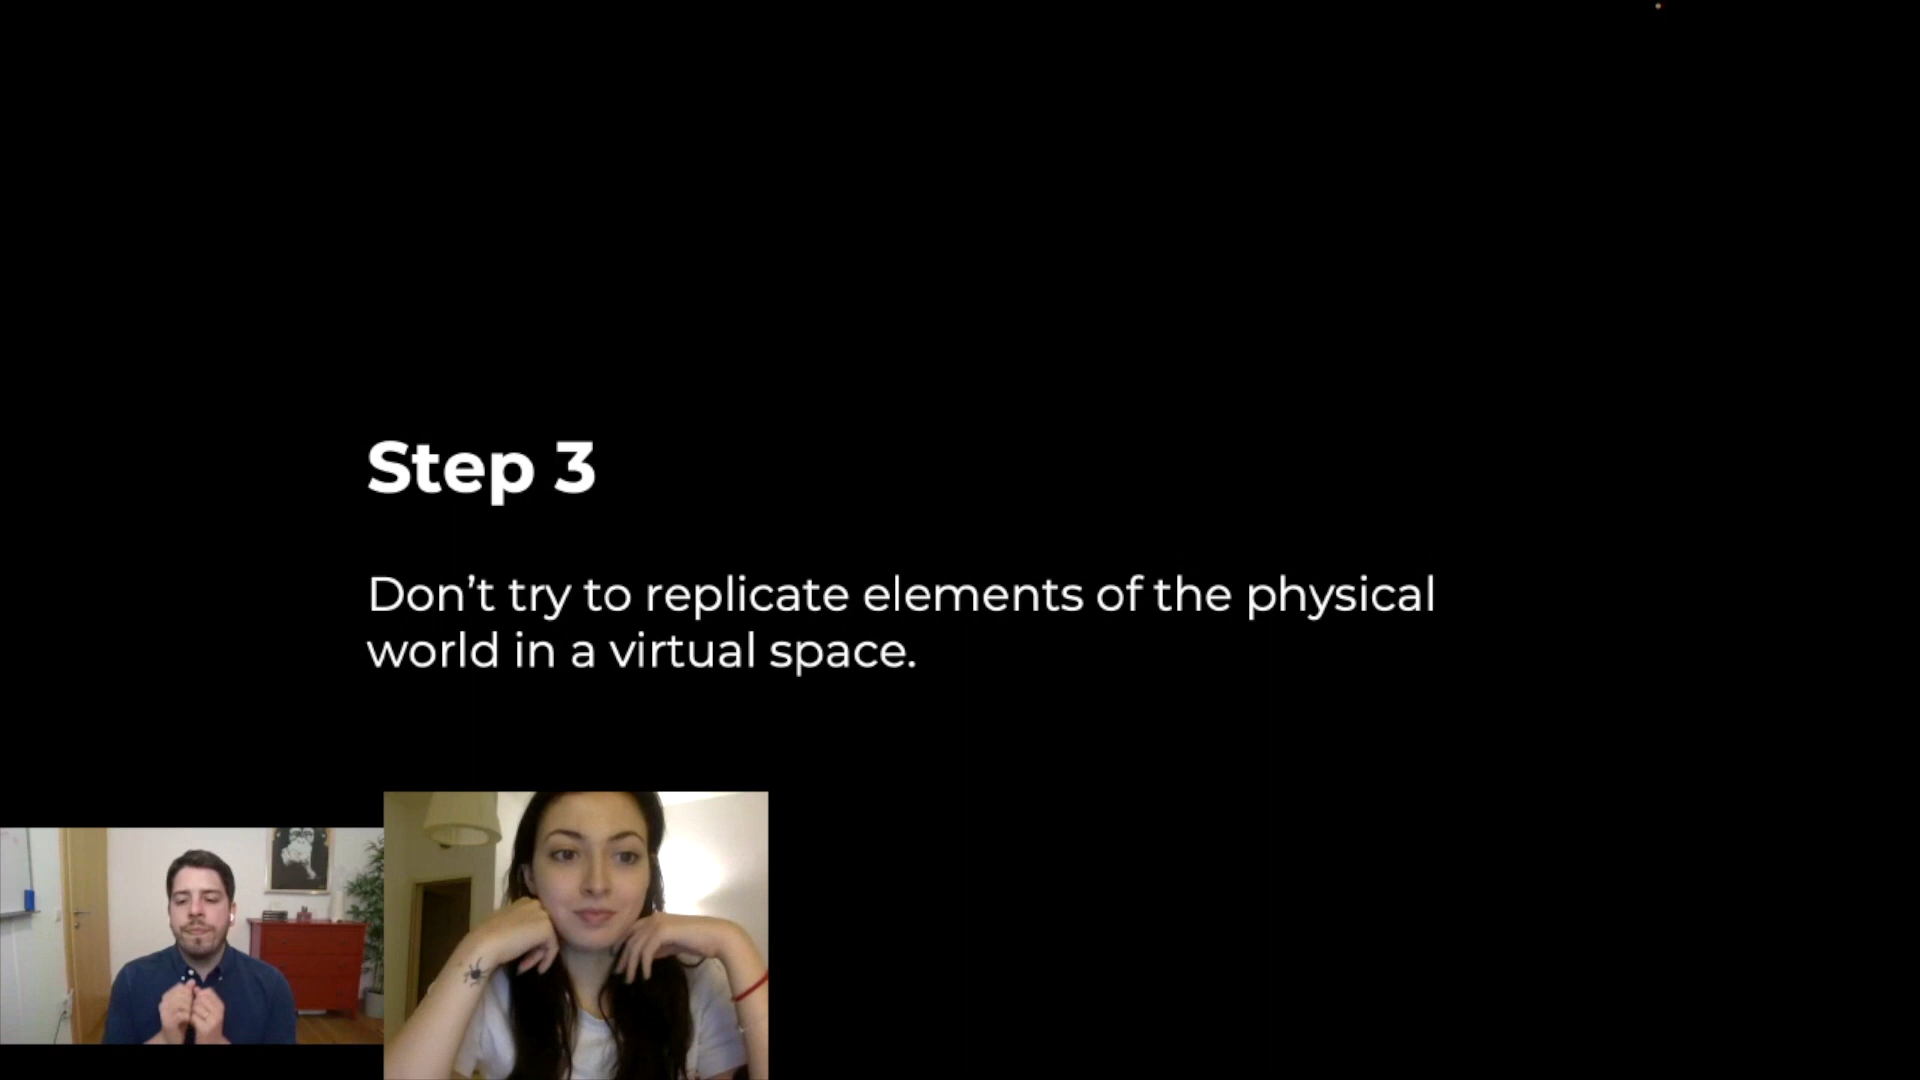 Step 3
Don’t try to replicate elements of the physical
world in a virtual space.